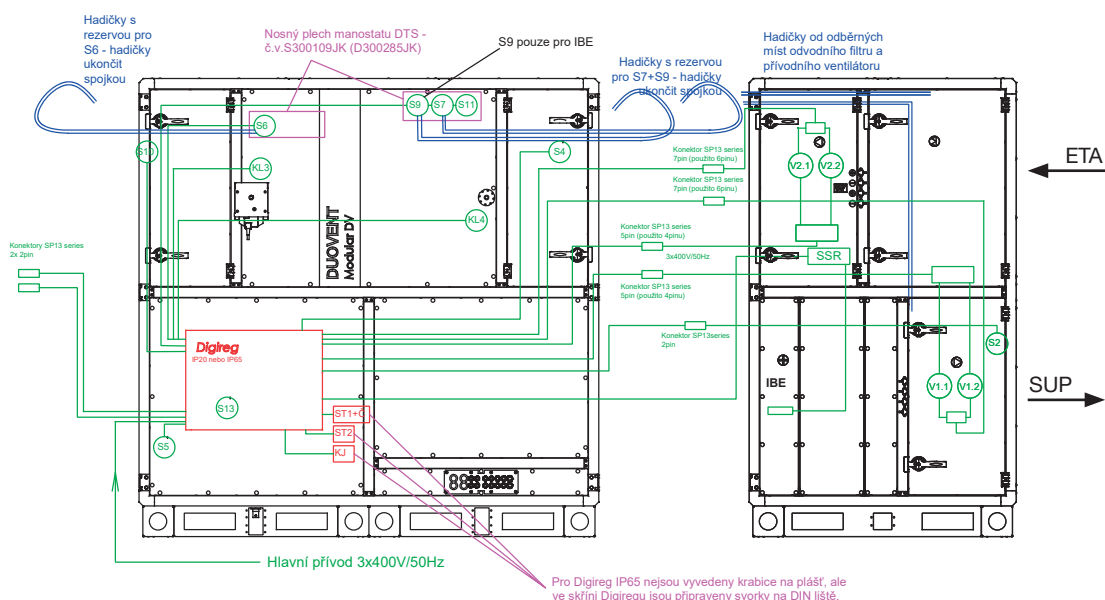 Hadičky s
rezervou pro
S6 - hadičky
ukončit
spojkou
Nosný plech manostatu DTS -
č.v.S300109JK (D300285JK)
S9 pouze pro IBE
Hadičky s rezervou
pro S7+S9 - hadičky
ukončit spojkou
Hadičky od odběrných
míst odvodního filtru a
přívodního ventilátoru
S9
S7
S11
S6
S10
S4
KL3
KL4
DUOVENT
Modular DV
Konektor SP13 series
7pin (použito 6pinu)
Konektor SP13 series
7pin (použito 6pinu)
V2.1
V2.2
ETA
Konektory SP13 series
2x 2pin
Konektor SP13 series
5pin (použito 4pinu)
3x400V/50Hz
SSR
Konektor SP13 series
5pin (použito 4pinu)
Konektor SP13series
2pin
S2
Digireg
IP20 nebo IP65
S13
S5
ST1+C
ST2
KJ
IBE
V1.1
V1.2
SUP
Hlavní přívod 3x400V/50Hz
Pro Digireg IP65 nejsou vyvedeny krabice na plášť, ale
ve skříni Digiregu jsou připraveny svorky na DIN liště.